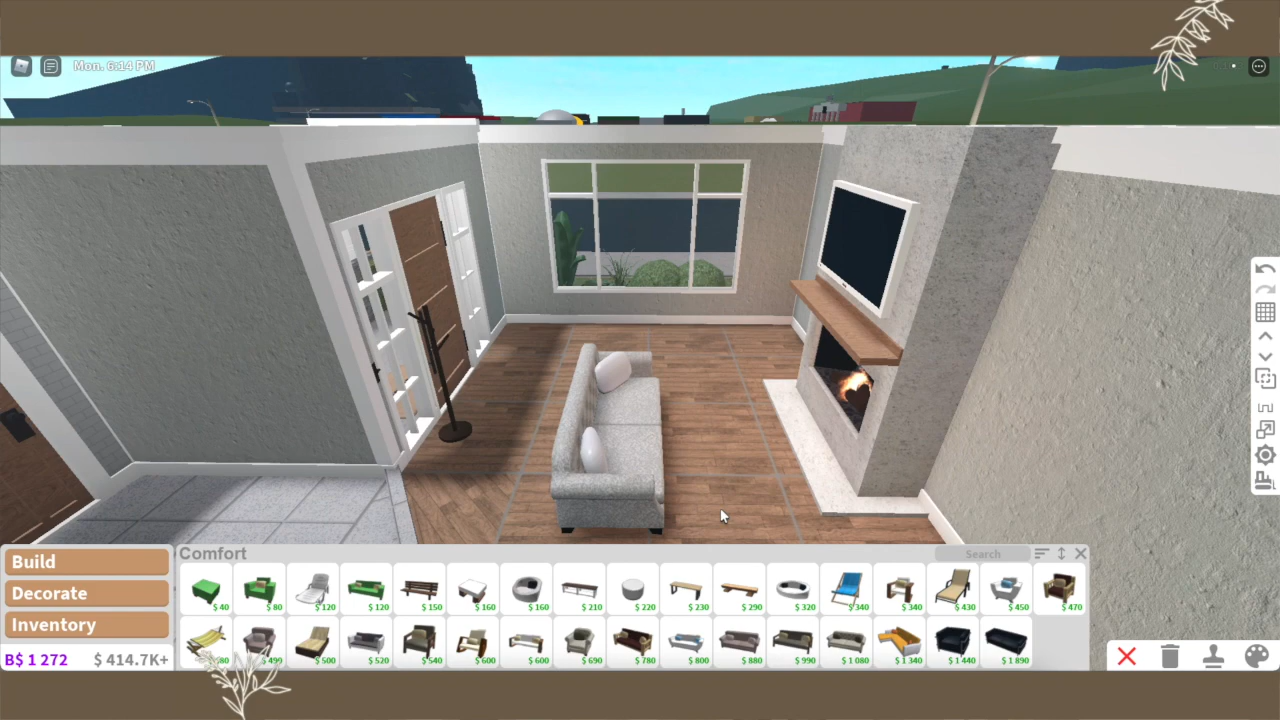 Mon. 6:14 PM
Comfort
Search
Build
Decorate
Inventory
B$ 1 272
$ 414.7K+
$ 40
$ 80
$ 120
$ 120
$ 150
$ 160
$ 160
$ 210
$ 220
$ 230
$ 290
$ 320
$ 340
$ 340
$ 430
$ 450
$ 470
$ 499
$ 500
$ 520
$ 540
$ 600
$ 600
$ 690
$ 780
$ 800
$ 880
$ 990
$ 1 080
$ 1 340
$ 1 440
$ 1 890